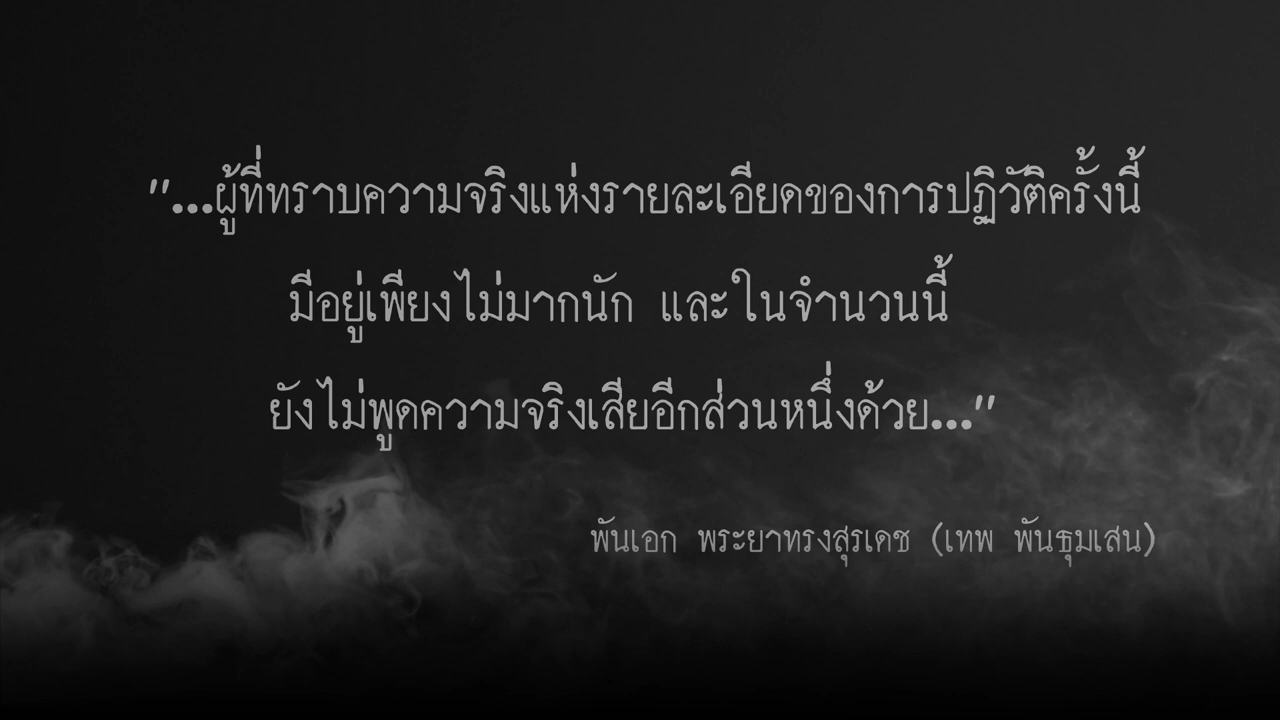 "...ผู้ที่ทราบความจริงแห่งรายละเอียดของการปฏิวัติครั้งนี้
มีอยู่เพียงไม่มากนัก และในจำนวนนี้
ยังไม่พูดความจริงเสียอีกส่วนหนึ่งด้วย..."
พันเอก พระยาทรงสุรเดช (เทพ พันธุมเสน)